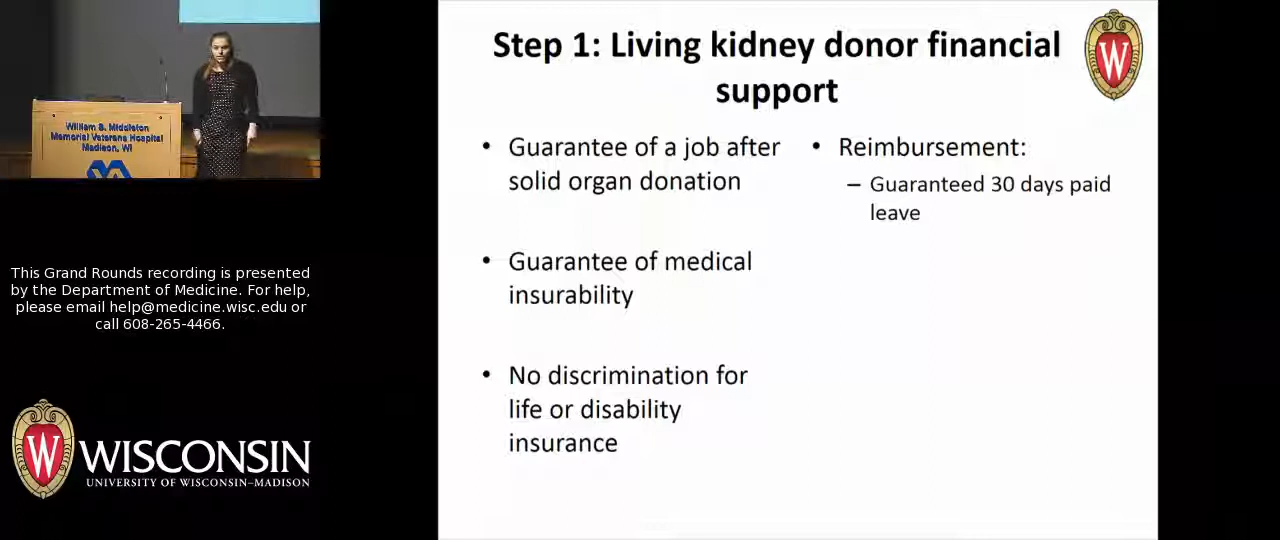 William S. Middleton
Memorial Veterans Hospital
Madison, WI
This Grand Rounds recording is presented
by the Department of Medicine. For help,
please email help@medicine.wisc.edu or
call 608-265-4466.
W WISCONSIN
UNIVERSITY OF WISCONSIN–MADISON
Step 1: Living kidney donor financial
support
W
• Guarantee of a job after
solid organ donation
• Guarantee of medical
insurability
• No discrimination for
life or disability
insurance
• Reimbursement:
– Guaranteed 30 days paid
leave